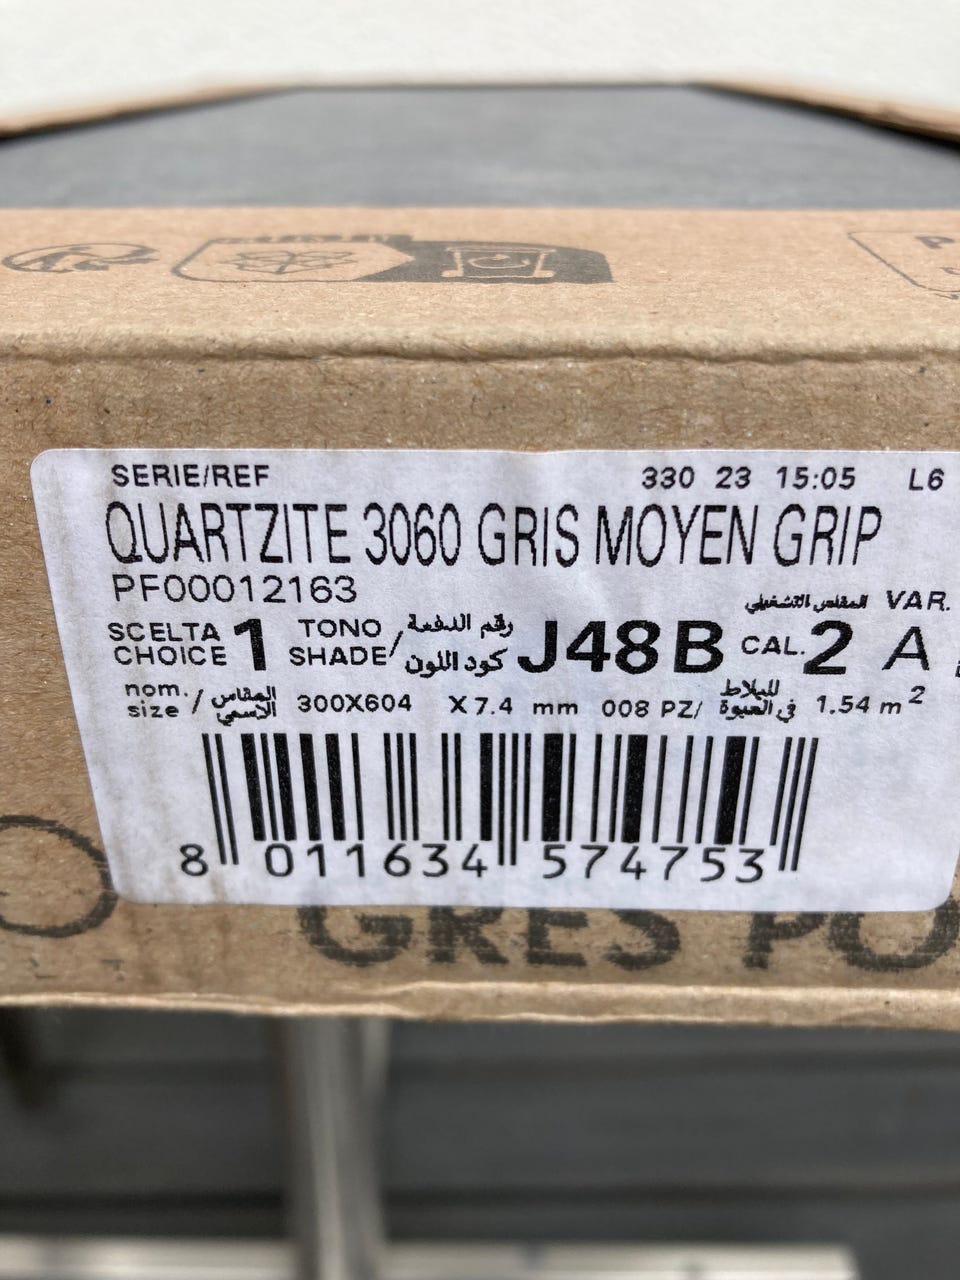 SERIE/REF 330 23 15:05 L6
QUARTZITE 3060 GRIS MOYEN GRIP
PF00012163
المقاس التشغيلي VAR.
SCELTA 1 TONO / رقم الدفعة J48B CAL. 2 A
CHOICE SHADE / كود اللون
nom. / المقاس 300X604 X 7.4 mm 008 PZ/ للبلاط 1.54 m²
size الاسمي في العبوة
8 011634 574753
GRES PO